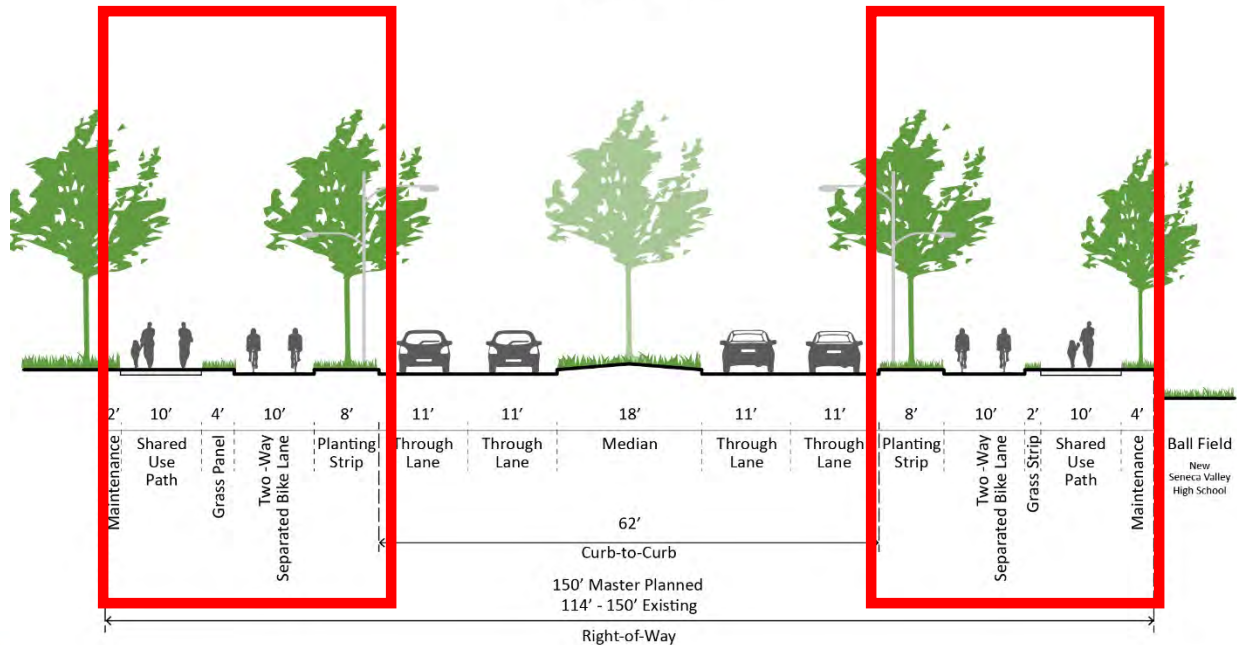 2' 10' 4' 10' 8' 11' 11' 18' 11' 11' 8' 10' 2' 10' 4'
Maintenance
Shared
Use
Path
Grass Panel
Two -Way
Separated Bike Lane
Planting
Strip
Through
Lane
Through
Lane
Median
Through
Lane
Through
Lane
Planting
Strip
Two -Way
Separated Bike Lane
Grass Strip
Shared
Use
Path
Maintenance
Ball Field
New
Seneca Valley
High School
62'
Curb-to-Curb
150' Master Planned
114' - 150' Existing
Right-of-Way